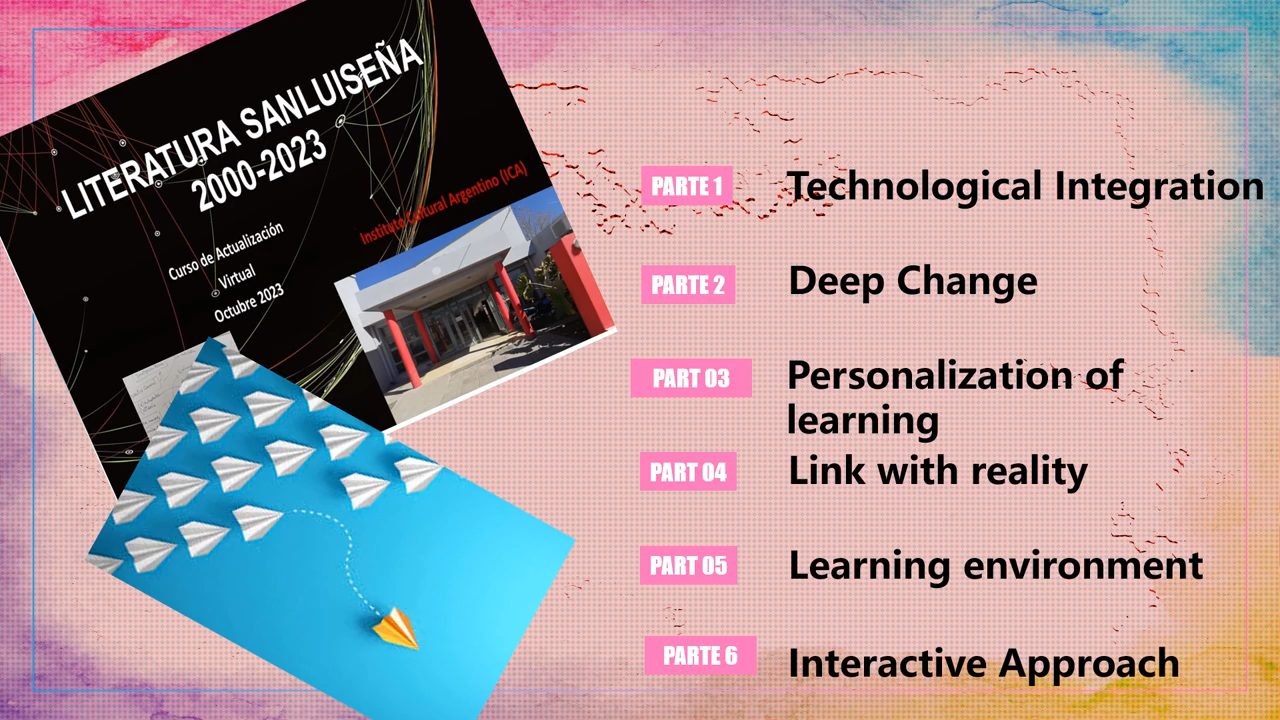 LITERATURA SANLUISEÑA
2000-2023
Curso de Actualización
Virtual
Octubre 2023
Instituto Cultural Argentino (ICA)
PARTE 1
Technological Integration
PARTE 2
Deep Change
PART 03
Personalization of
learning
PART 04
Link with reality
PART 05
Learning environment
PARTE 6
Interactive Approach